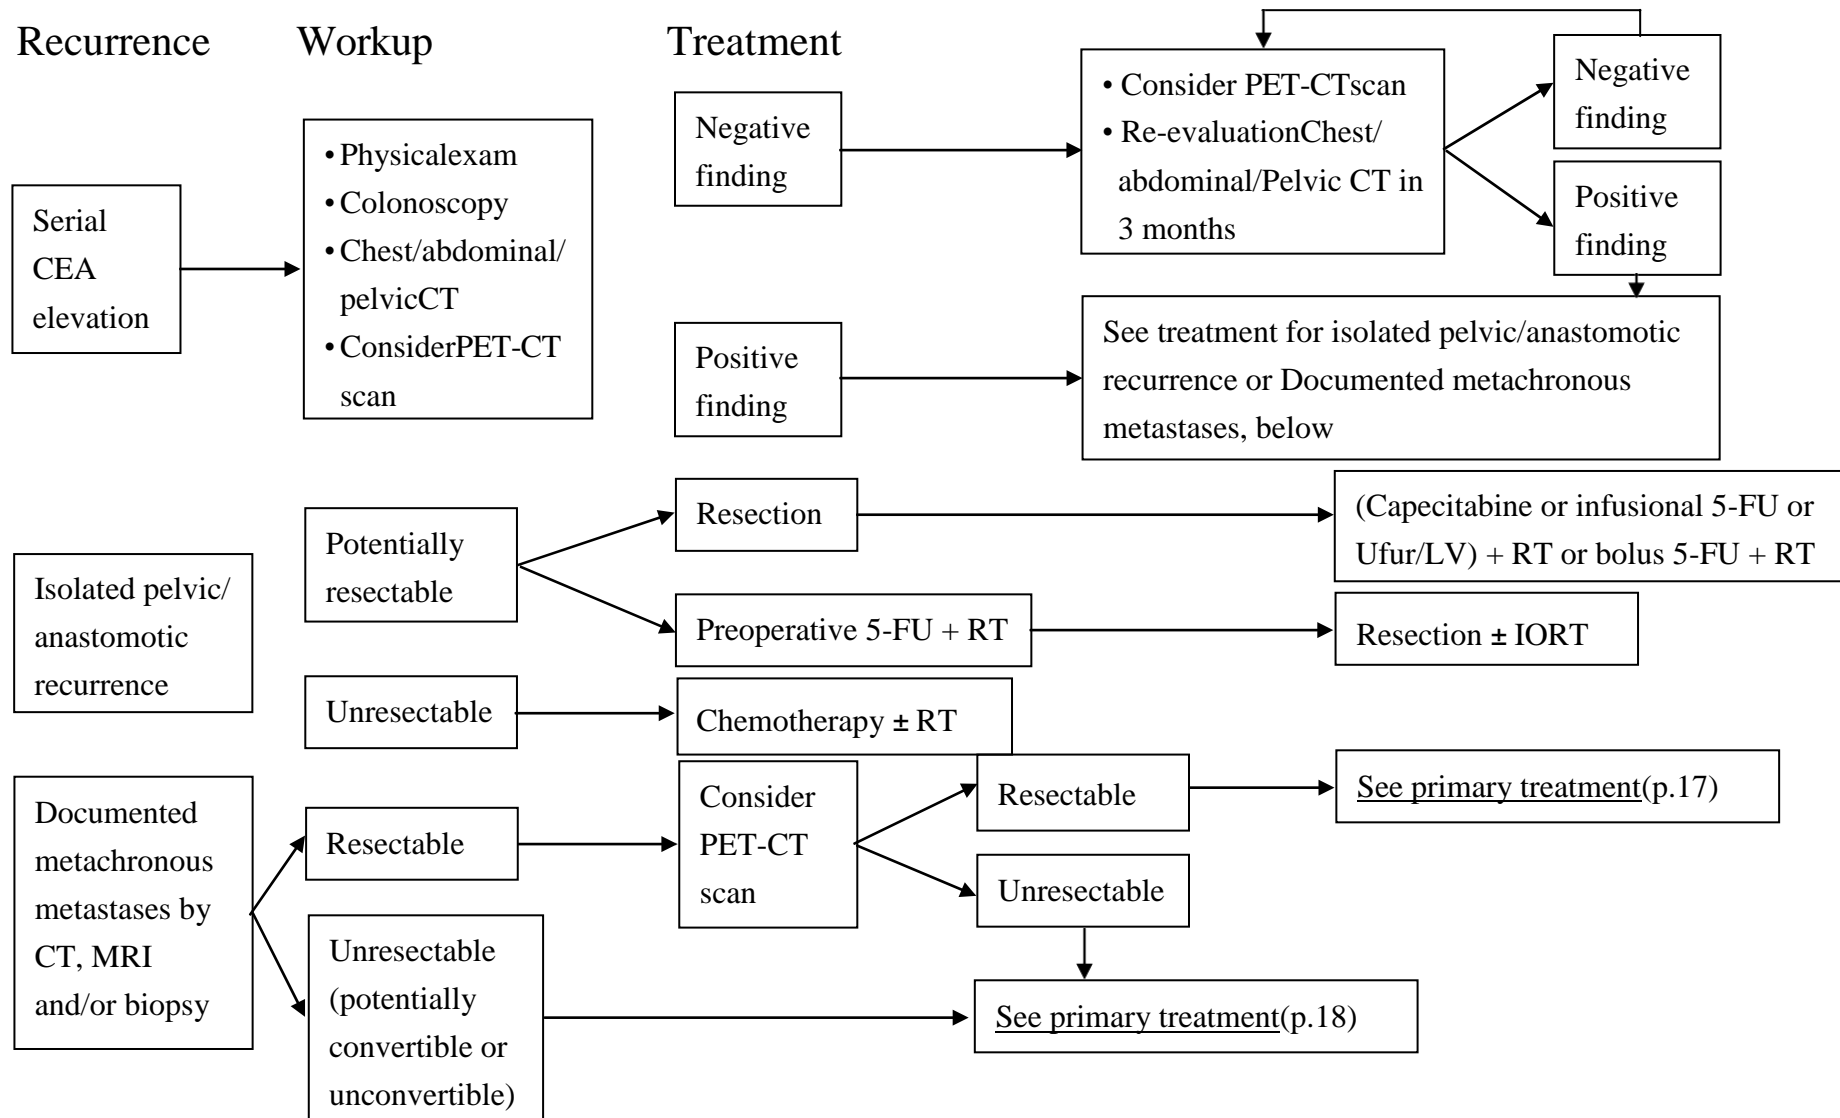 Recurrence
Workup
Treatment
Serial
CEA
elevation
• Physicalexam
• Colonoscopy
• Chest/abdominal/
pelvicCT
• ConsiderPET-CT
scan
Negative
finding
• Consider PET-CTscan
• Re-evaluationChest/
abdominal/Pelvic CT in
3 months
Negative
finding
Positive
finding
Positive
finding
See treatment for isolated pelvic/anastomotic
recurrence or Documented metachronous
metastases, below
Isolated pelvic/
anastomotic
recurrence
Potentially
resectable
Resection
(Capecitabine or infusional 5-FU or
Ufur/LV) + RT or bolus 5-FU + RT
Preoperative 5-FU + RT
Resection ± IORT
Unresectable
Chemotherapy ± RT
Documented
metachronous
metastases by
CT, MRI
and/or biopsy
Resectable
Consider
PET-CT
scan
Resectable
See primary treatment(p.17)
Unresectable
Unresectable
(potentially
convertible or
unconvertible)
See primary treatment(p.18)